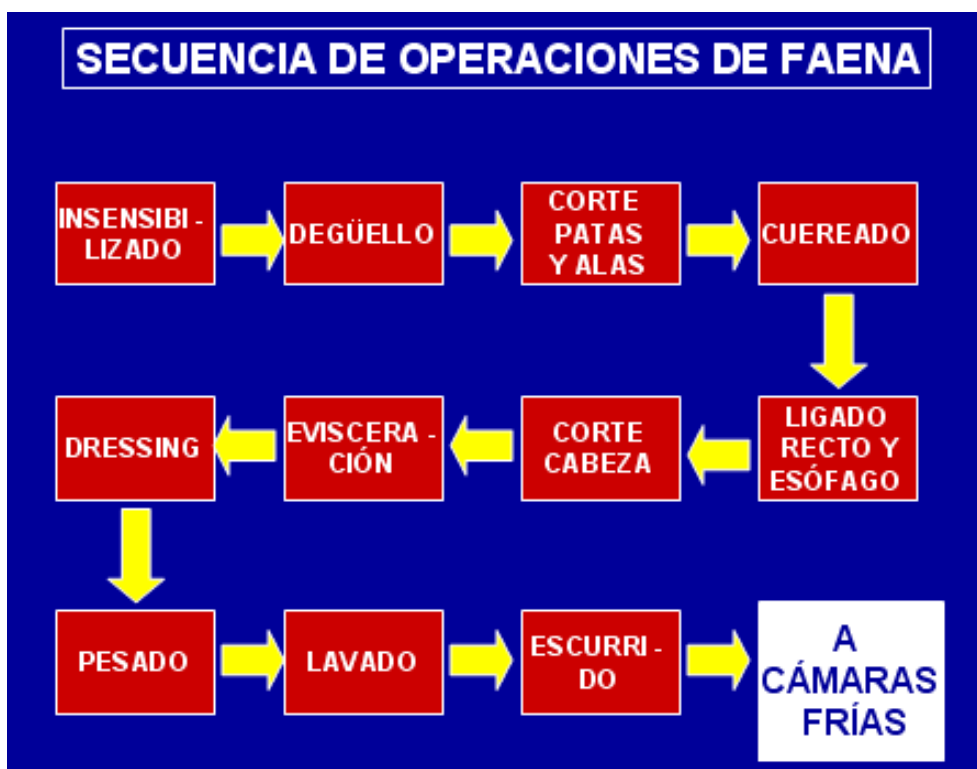 SECUENCIA DE OPERACIONES DE FAENA
INSENSIBI -
LIZADO
DEGÜELLO
CORTE
PATAS
Y ALAS
CUEREADO
LIGADO
RECTO Y
ESÓFAGO
CORTE
CABEZA
EVISCERA -
CIÓN
DRESSING
PESADO
LAVADO
ESCURRI -
DO
A
CÁMARAS
FRÍAS